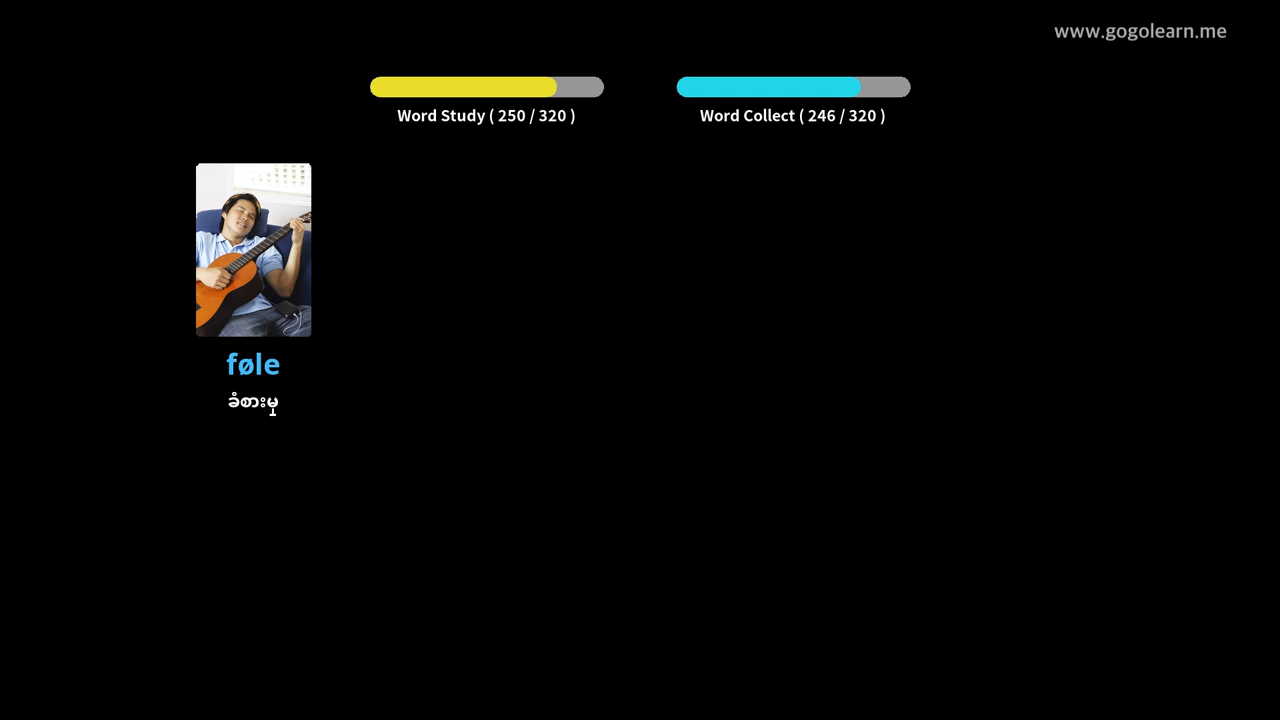 www.gogolearn.me
Word Study ( 250 / 320 )
Word Collect ( 246 / 320 )
føle
ခံစားမှု